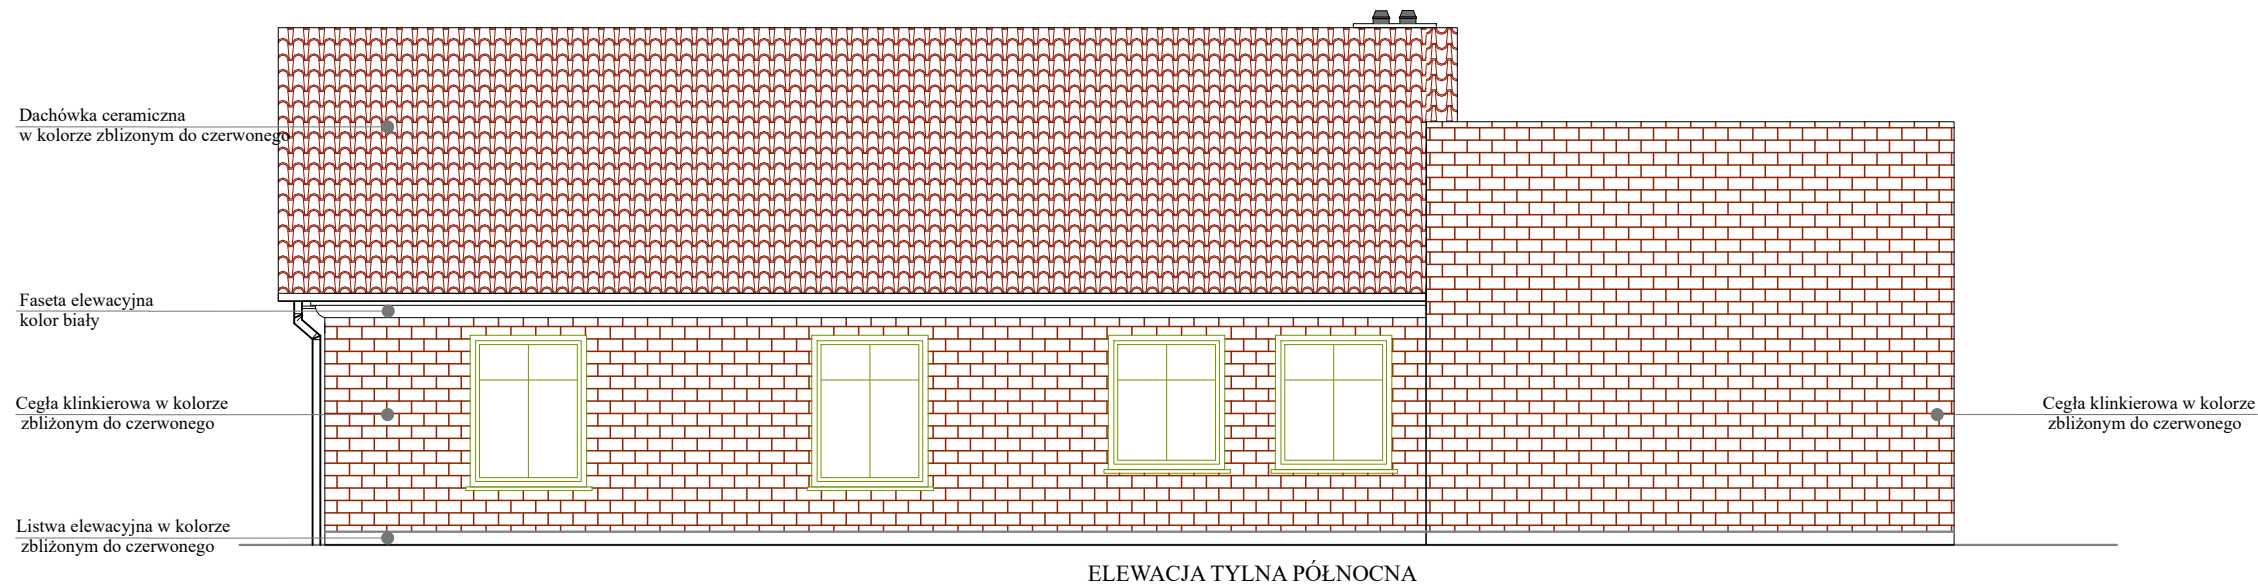 Dachówka ceramiczna
w kolorze zblizonym do czerwonego
Faseta elewacyjna
kolor biały
Cegła klinkierowa w kolorze
zbliżonym do czerwonego
Cegła klinkierowa w kolorze
zbliżonym do czerwonego
Listwa elewacyjna w kolorze
zbliżonym do czerwonego
ELEWACJA TYLNA PÓŁNOCNA